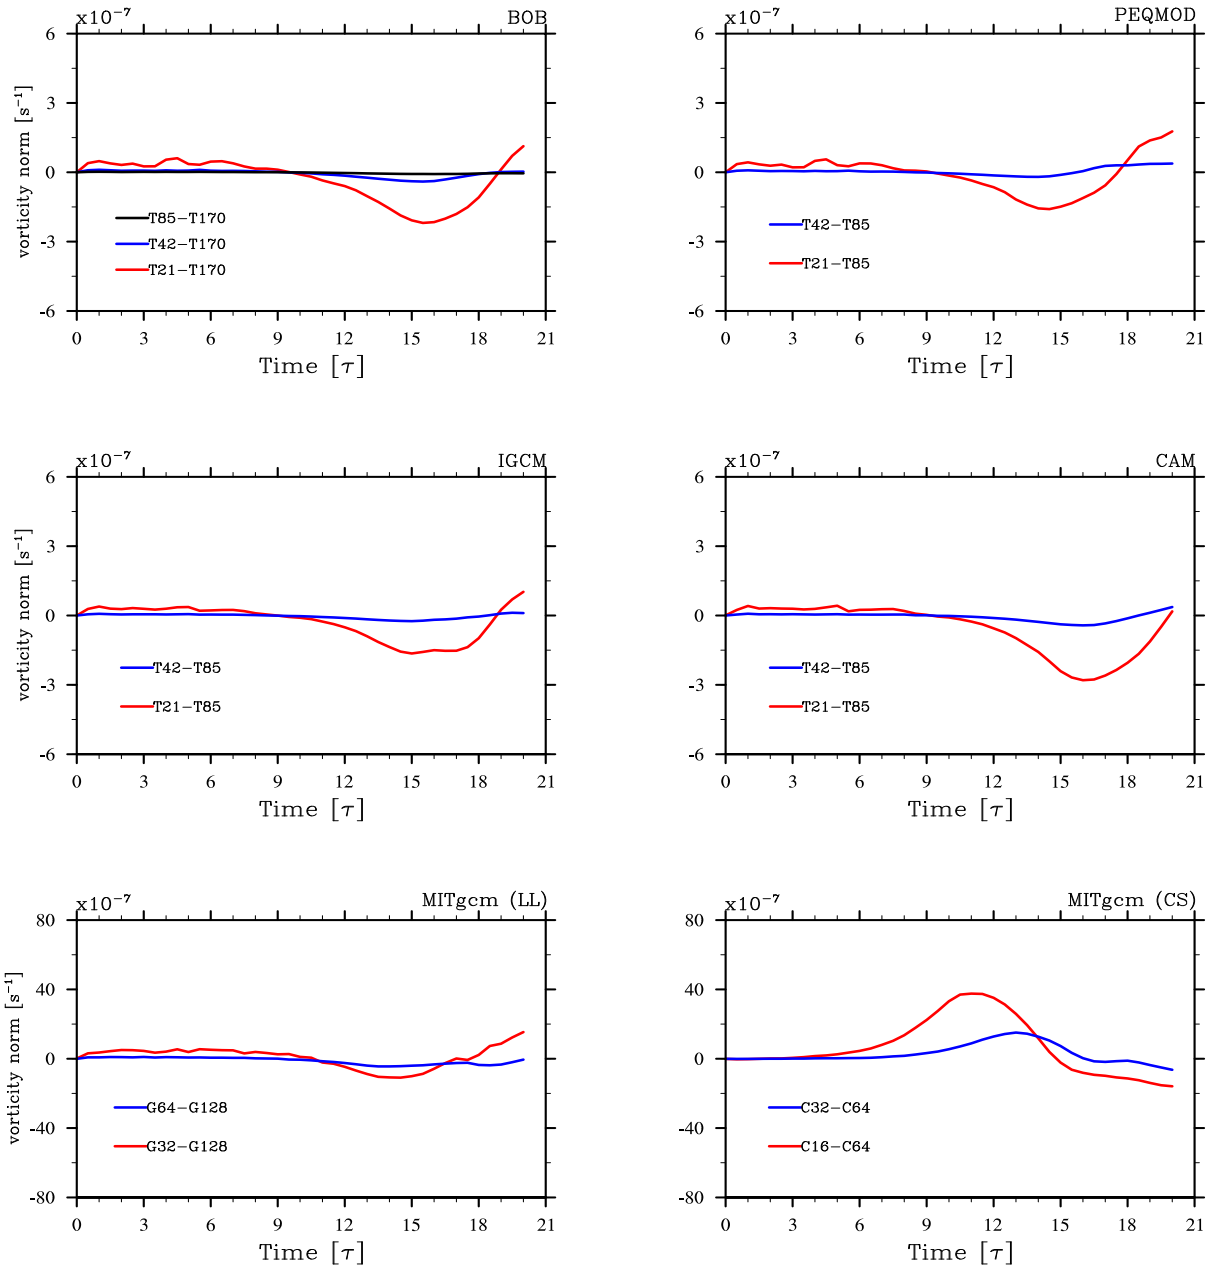 x10⁻⁷ BOB
6
3
0
-3
-6
vorticity norm [s⁻¹]
T85−T170
T42−T170
T21−T170
0 3 6 9 12 15 18 21
Time [τ]
x10⁻⁷ PEQMOD
6
3
0
-3
-6
T42−T85
T21−T85
0 3 6 9 12 15 18 21
Time [τ]
x10⁻⁷ IGCM
6
3
0
-3
-6
vorticity norm [s⁻¹]
T42−T85
T21−T85
0 3 6 9 12 15 18 21
Time [τ]
x10⁻⁷ CAM
6
3
0
-3
-6
T42−T85
T21−T85
0 3 6 9 12 15 18 21
Time [τ]
x10⁻⁷ MITgcm (LL)
80
40
0
-40
-80
vorticity norm [s⁻¹]
G64−G128
G32−G128
0 3 6 9 12 15 18 21
Time [τ]
x10⁻⁷ MITgcm (CS)
80
40
0
-40
-80
C32−C64
C16−C64
0 3 6 9 12 15 18 21
Time [τ]